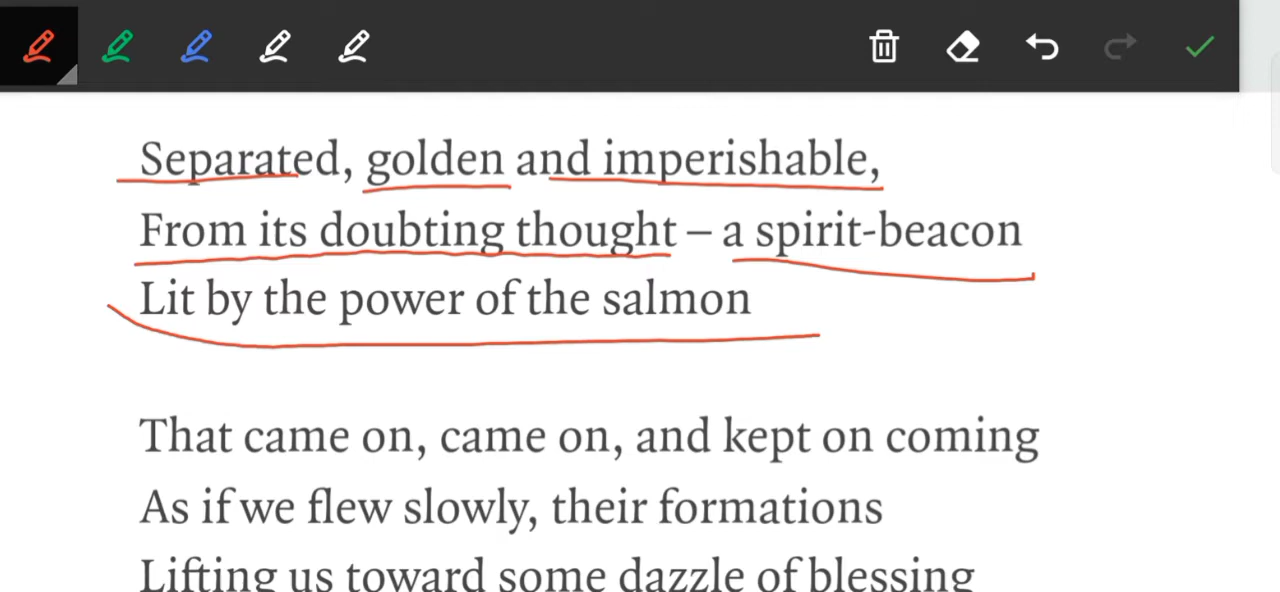 Separated, golden and imperishable,
From its doubting thought – a spirit-beacon
Lit by the power of the salmon
That came on, came on, and kept on coming
As if we flew slowly, their formations
Lifting us toward some dazzle of blessing